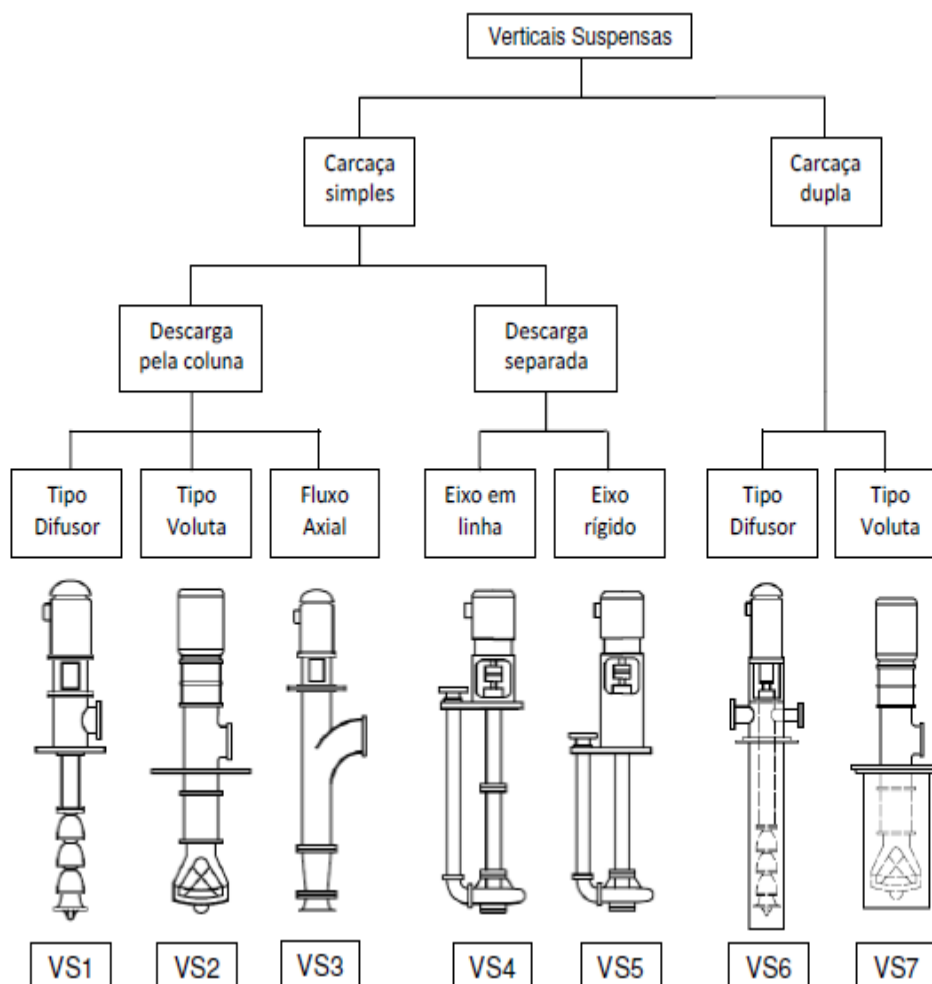 Verticais Suspensas
Carcaça
simples
Carcaça
dupla
Descarga
pela coluna
Descarga
separada
Tipo
Difusor
Tipo
Voluta
Fluxo
Axial
Eixo em
linha
Eixo
rígido
Tipo
Difusor
Tipo
Voluta
VS1
VS2
VS3
VS4
VS5
VS6
VS7